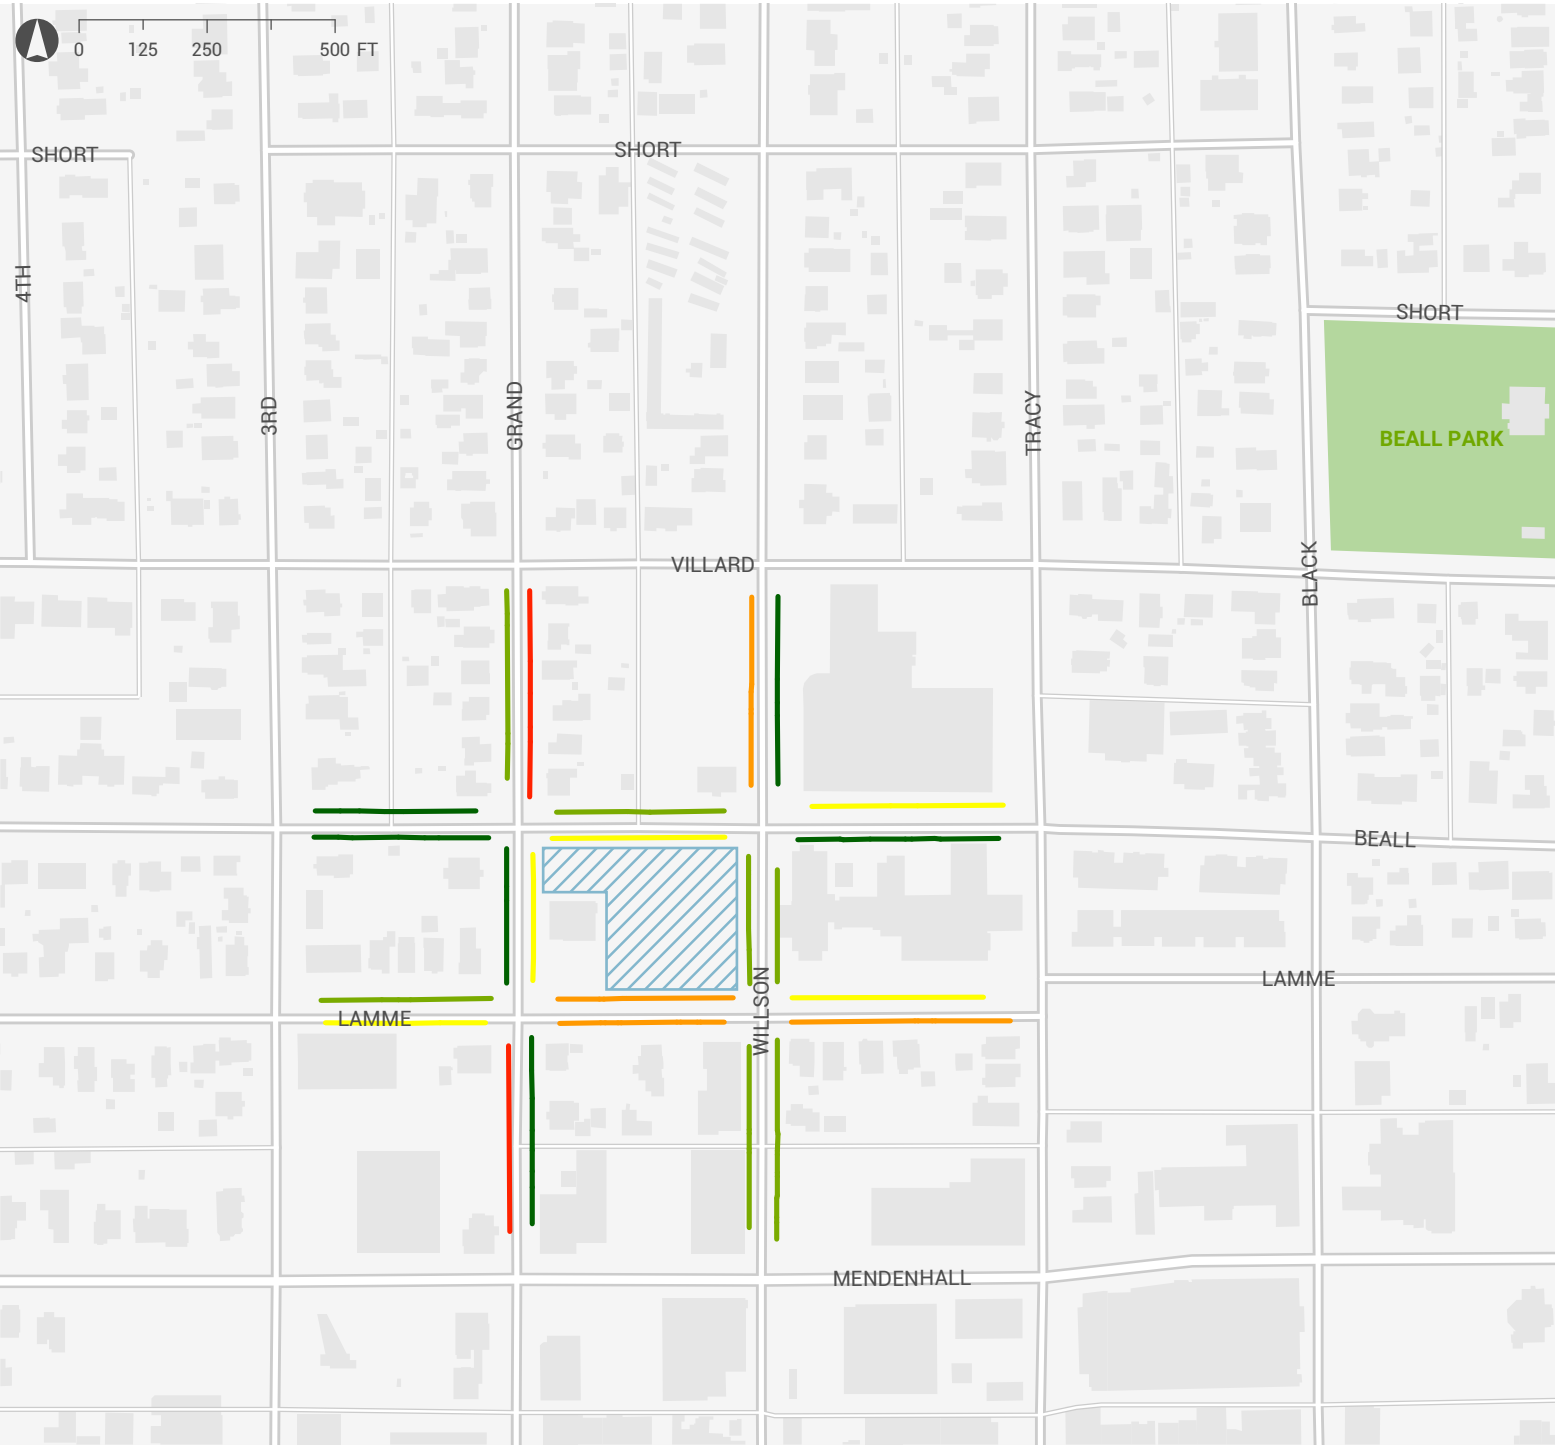 0 125 250 500 FT
SHORT
SHORT
4TH
SHORT
3RD
GRAND
TRACY
BEALL PARK
VILLARD
BLACK
BEALL
LAMME
WILLSON
LAMME
MENDENHALL